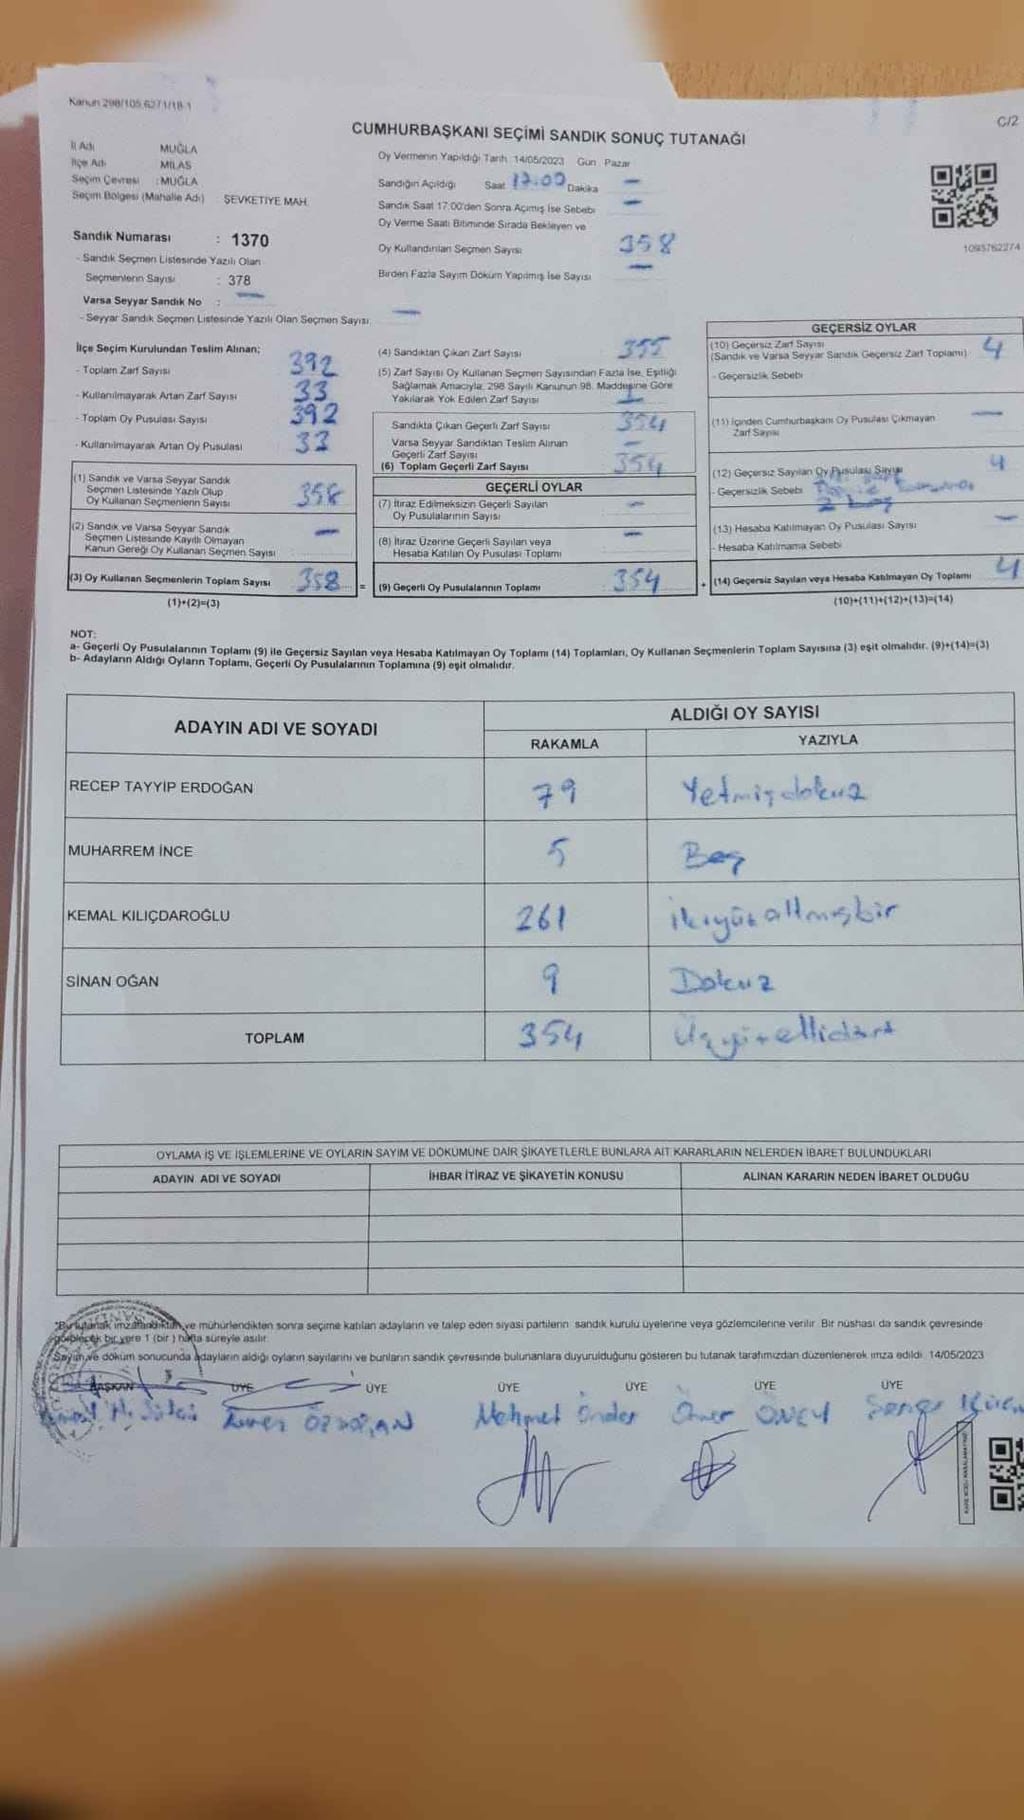 Kanun 298/105,6271/18-1
C/2
CUMHURBAŞKANI SEÇİMİ SANDIK SONUÇ TUTANAĞI
İl Adı MUĞLA
İlçe Adı MİLAS
Seçim Çevresi : MUĞLA
Seçim Bölgesi (Mahalle Adı) ŞEVKETİYE MAH.
Sandık Numarası : 1370
- Sandık Seçmen Listesinde Yazılı Olan
Seçmenlerin Sayısı : 378
Varsa Seyyar Sandık No : —
- Seyyar Sandık Seçmen Listesinde Yazılı Olan Seçmen Sayısı: —
Oy Vermenin Yapıldığı Tarih 14/05/2023 Gün Pazar
Sandığın Açıldığı Saat 17:00 Dakika —
Sandık Saat 17:00'den Sonra Açılmış İse Sebebi —
Oy Verme Saati Bitiminde Sırada Bekleyen ve
Oy Kullandırılan Seçmen Sayısı 358
Birden Fazla Sayım Döküm Yapılmış İse Sayısı —
1095762274
İlçe Seçim Kurulundan Teslim Alınan;
- Toplam Zarf Sayısı 392
- Kullanılmayarak Artan Zarf Sayısı 33
- Toplam Oy Pusulası Sayısı 392
- Kullanılmayarak Artan Oy Pusulası 33
(1) Sandık ve Varsa Seyyar Sandık
Seçmen Listesinde Yazılı Olup
Oy Kullanan Seçmenlerin Sayısı 358
(2) Sandık ve Varsa Seyyar Sandık
Seçmen Listesinde Kayıtlı Olmayan
Kanun Gereği Oy Kullanan Seçmen Sayısı —
(3) Oy Kullanan Seçmenlerin Toplam Sayısı 358 =
(1)+(2)=(3)
(4) Sandıktan Çıkan Zarf Sayısı 355
(5) Zarf Sayısı Oy Kullanan Seçmen Sayısından Fazla İse, Eşitliği
Sağlamak Amacıyla, 298 Sayılı Kanunun 98. Maddesine Göre
Yakılarak Yok Edilen Zarf Sayısı
Sandıkta Çıkan Geçerli Zarf Sayısı 354
Varsa Seyyar Sandıktan Teslim Alınan
Geçerli Zarf Sayısı —
(6) Toplam Geçerli Zarf Sayısı 354
GEÇERLİ OYLAR
(7) İtiraz Edilmeksizin Geçerli Sayılan
Oy Pusulalarının Sayısı —
(8) İtiraz Üzerine Geçerli Sayılan veya
Hesaba Katılan Oy Pusulası Toplamı —
(9) Geçerli Oy Pusulalarının Toplamı 354 +
GEÇERSİZ OYLAR
(10) Geçersiz Zarf Sayısı 4
(Sandık ve Varsa Seyyar Sandık Geçersiz Zarf Toplamı)
- Geçersizlik Sebebi
(11) İçinden Cumhurbaşkanı Oy Pusulası Çıkmayan
Zarf Sayısı —
(12) Geçersiz Sayılan Oy Pusulası Sayısı 4
- Geçersizlik Sebebi
(13) Hesaba Katılmayan Oy Pusulası Sayısı —
- Hesaba Katılmama Sebebi
(14) Geçersiz Sayılan veya Hesaba Katılmayan Oy Toplamı 4
(10)+(11)+(12)+(13)=(14)
NOT:
a- Geçerli Oy Pusulalarının Toplamı (9) ile Geçersiz Sayılan veya Hesaba Katılmayan Oy Toplamı (14) Toplamları, Oy Kullanan Seçmenlerin Toplam Sayısına (3) eşit olmalıdır. (9)+(14)=(3)
b- Adayların Aldığı Oyların Toplamı, Geçerli Oy Pusulalarının Toplamına (9) eşit olmalıdır.
ADAYIN ADI VE SOYADI ALDIĞI OY SAYISI
RAKAMLA YAZIYLA
RECEP TAYYİP ERDOĞAN 79 Yetmişdokuz
MUHARREM İNCE 5 Beş
KEMAL KILIÇDAROĞLU 261 İkiyüzaltmışbir
SİNAN OĞAN 9 Dokuz
TOPLAM 354 Üçyüzellidört
OYLAMA İŞ VE İŞLEMLERİNE VE OYLARIN SAYIM VE DÖKÜMÜNE DAİR ŞİKAYETLERLE BUNLARA AİT KARARLARIN NELERDEN İBARET BULUNDUKLARI
ADAYIN ADI VE SOYADI İHBAR İTİRAZ VE ŞİKAYETİN KONUSU ALINAN KARARIN NEDEN İBARET OLDUĞU
*Bu tutanak imzalandıktan ve mühürlendikten sonra seçime katılan adayların ve talep eden siyasi partilerin sandık kurulu üyelerine veya gözlemcilerine verilir. Bir nüshası da sandık çevresinde
görülecek bir yere 1 (bir) hafta süreyle asılır.
Sayım ve döküm sonucunda adayların aldığı oyların sayılarını ve bunların sandık çevresinde bulunanlara duyurulduğunu gösteren bu tutanak tarafımızdan düzenlenerek imza edildi. 14/05/2023
BAŞKAN ÜYE ÜYE ÜYE ÜYE ÜYE ÜYE
Mehmet Önder Ömer ÖNEY